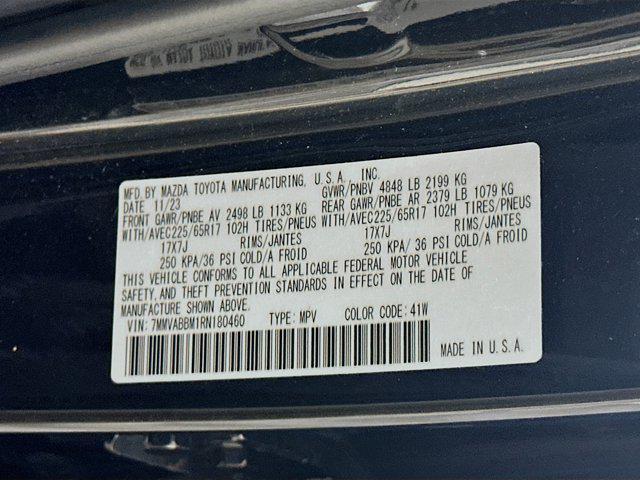 MFD. BY MAZDA TOYOTA MANUFACTURING, U.S.A., INC.
DATE 11/23 GVWR/PNBV 4848 LB 2199 KG
FRONT GAWR/PNBE AV 2498 LB 1133 KG REAR GAWR/PNBE AR 2379 LB 1079 KG
WITH/AVEC225/65R17 102H TIRES/PNEUS WITH/AVEC225/65R17 102H TIRES/PNEUS
17X7J RIMS/JANTES 17X7J RIMS/JANTES
250 KPA/36 PSI COLD/A FROID 250 KPA/ 36 PSI COLD/A FROID
THIS VEHICLE CONFORMS TO ALL APPLICABLE FEDERAL MOTOR VEHICLE
SAFETY, AND THEFT PREVENTION STANDARDS IN EFFECT ON THE DATE OF
MANUFACTURE SHOWN ABOVE.
VIN: 7MMVABBM1RN180460 TYPE: MPV COLOR CODE: 41W
MADE IN U.S.A.